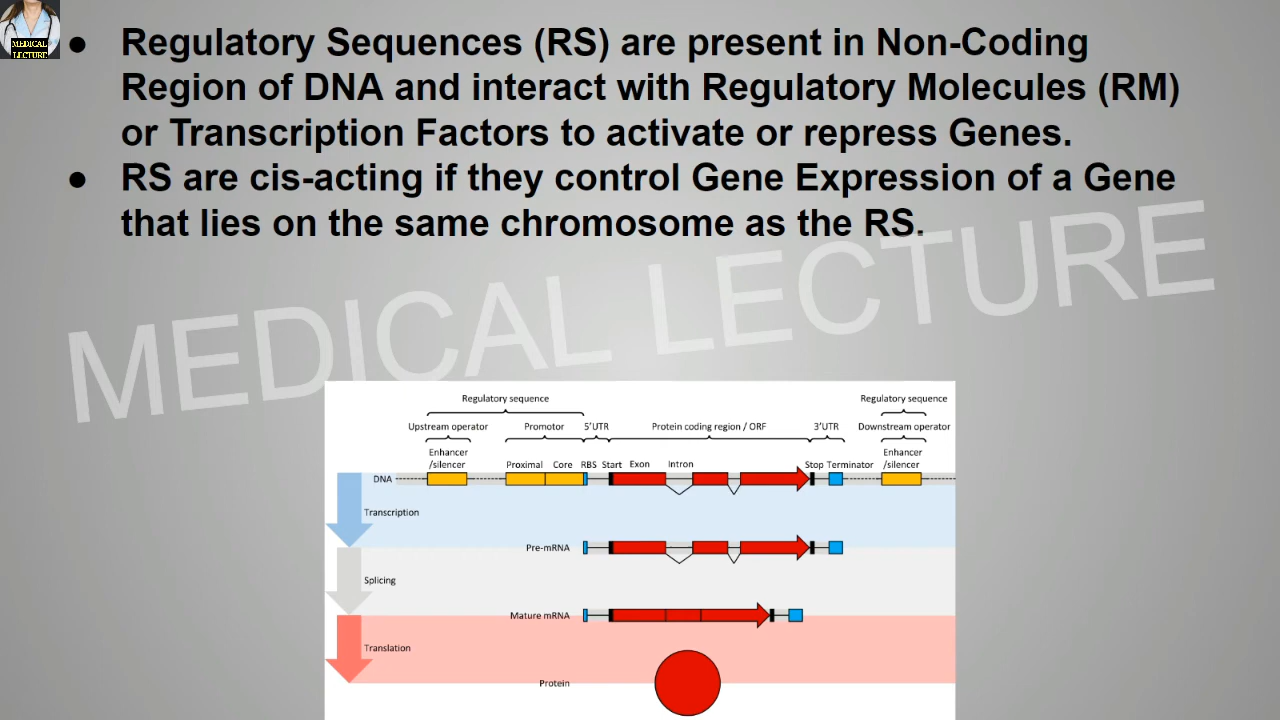 MEDICAL
LECTURE
● Regulatory Sequences (RS) are present in Non-Coding
Region of DNA and interact with Regulatory Molecules (RM)
or Transcription Factors to activate or repress Genes.
● RS are cis-acting if they control Gene Expression of a Gene
that lies on the same chromosome as the RS.
MEDICAL LECTURE
Regulatory sequence Regulatory sequence
Upstream operator Promotor 5'UTR Protein coding region / ORF 3'UTR Downstream operator
Enhancer Enhancer
/silencer Proximal Core RBS Start Exon Intron Stop Terminator /silencer
DNA
Transcription
Pre-mRNA
Splicing
Mature mRNA
Translation
Protein